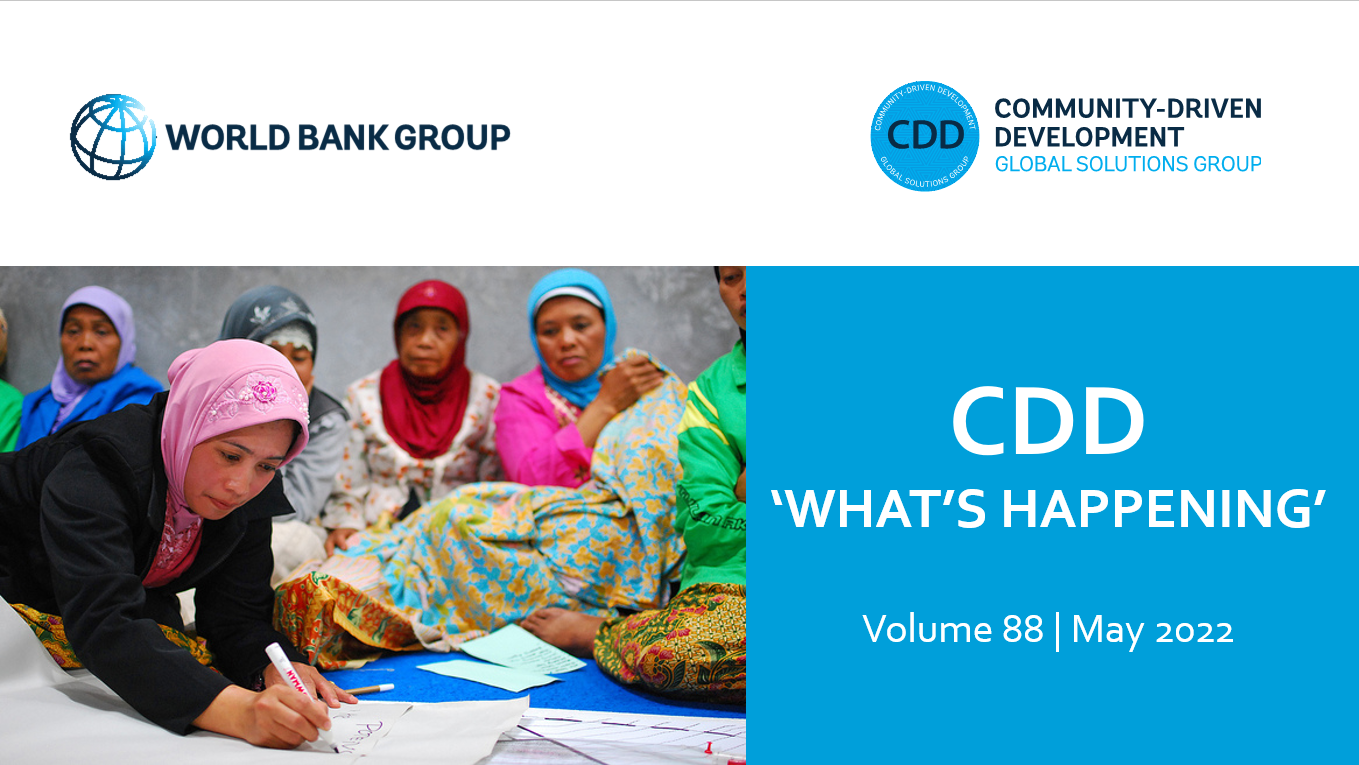 WORLD BANK GROUP
COMMUNITY-DRIVEN DEVELOPMENT
CDD
GLOBAL SOLUTIONS GROUP
COMMUNITY-DRIVEN
DEVELOPMENT
GLOBAL SOLUTIONS GROUP
CDD
‘WHAT’S HAPPENING’
Volume 88 | May 2022